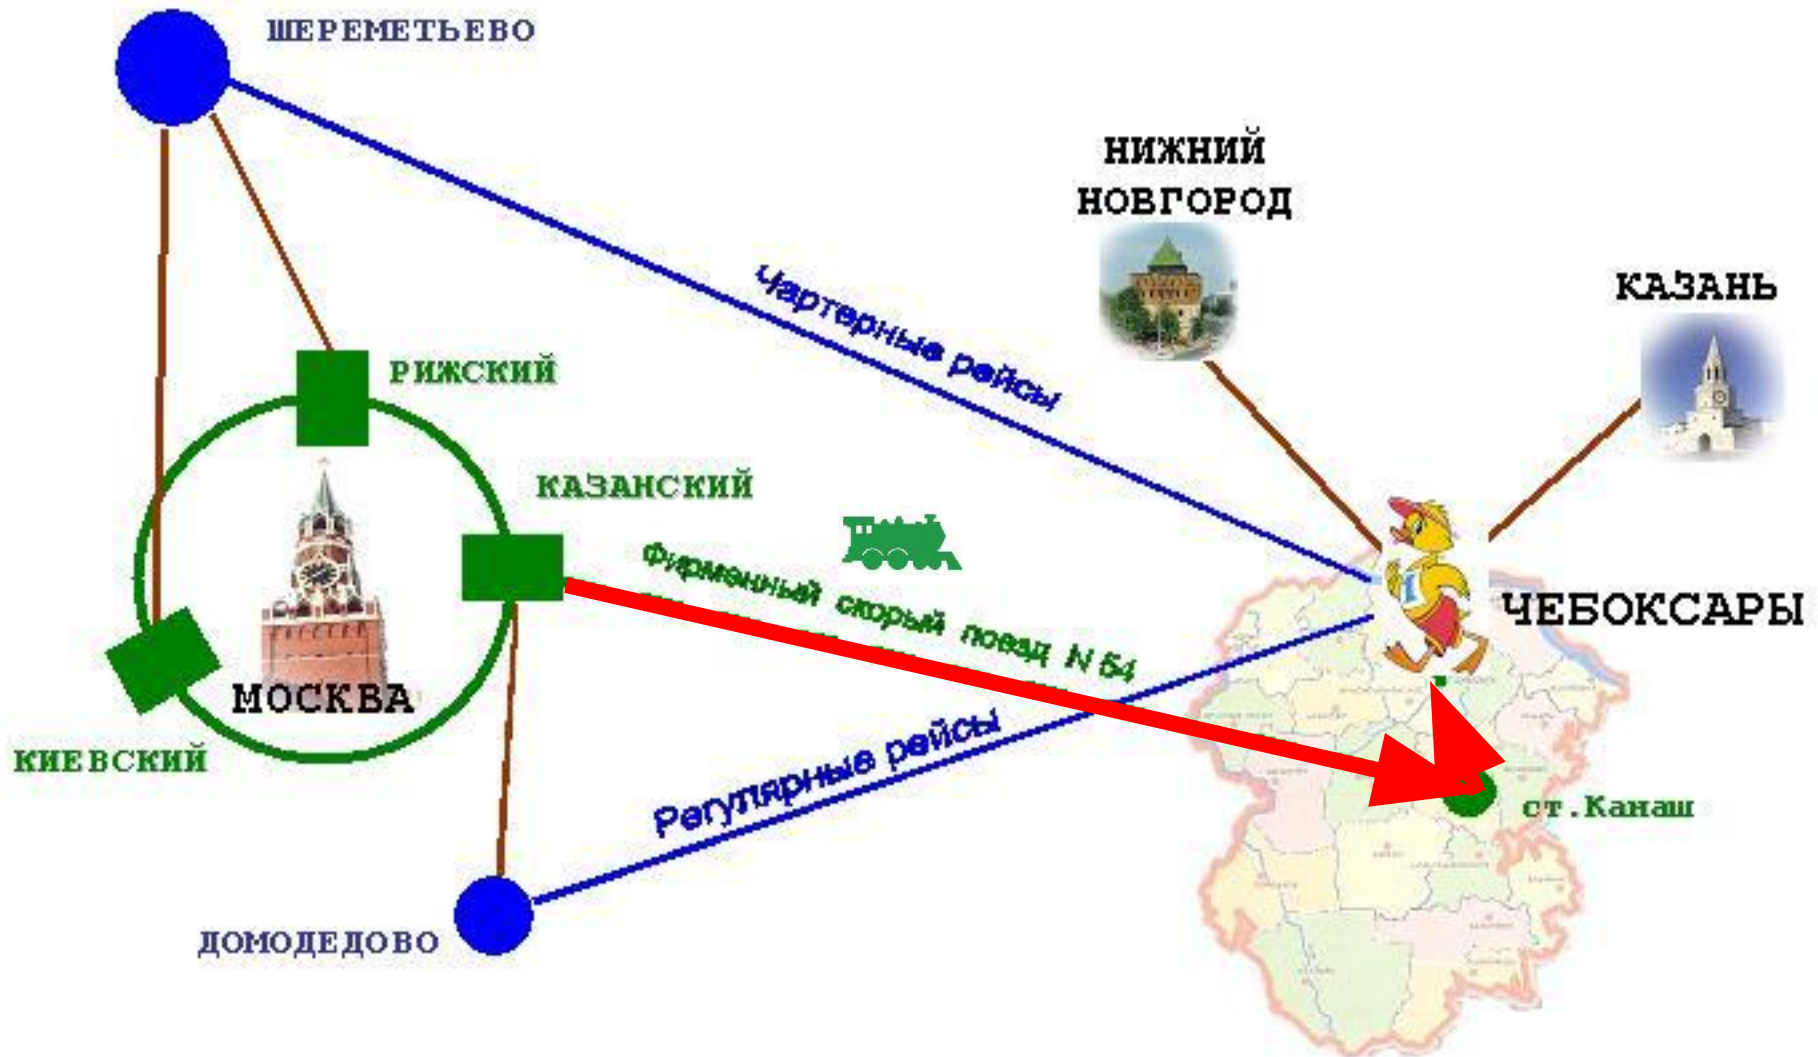 ШЕРЕМЕТЬЕВО
НИЖНИЙ
НОВГОРОД
КАЗАНЬ
Чартерные рейсы
РИЖСКИЙ
КАЗАНСКИЙ
Фирменный скорый поезд N 54
ЧЕБОКСАРЫ
МОСКВА
КИЕВСКИЙ
Регулярные рейсы
ст.Канаш
ДОМОДЕДОВО